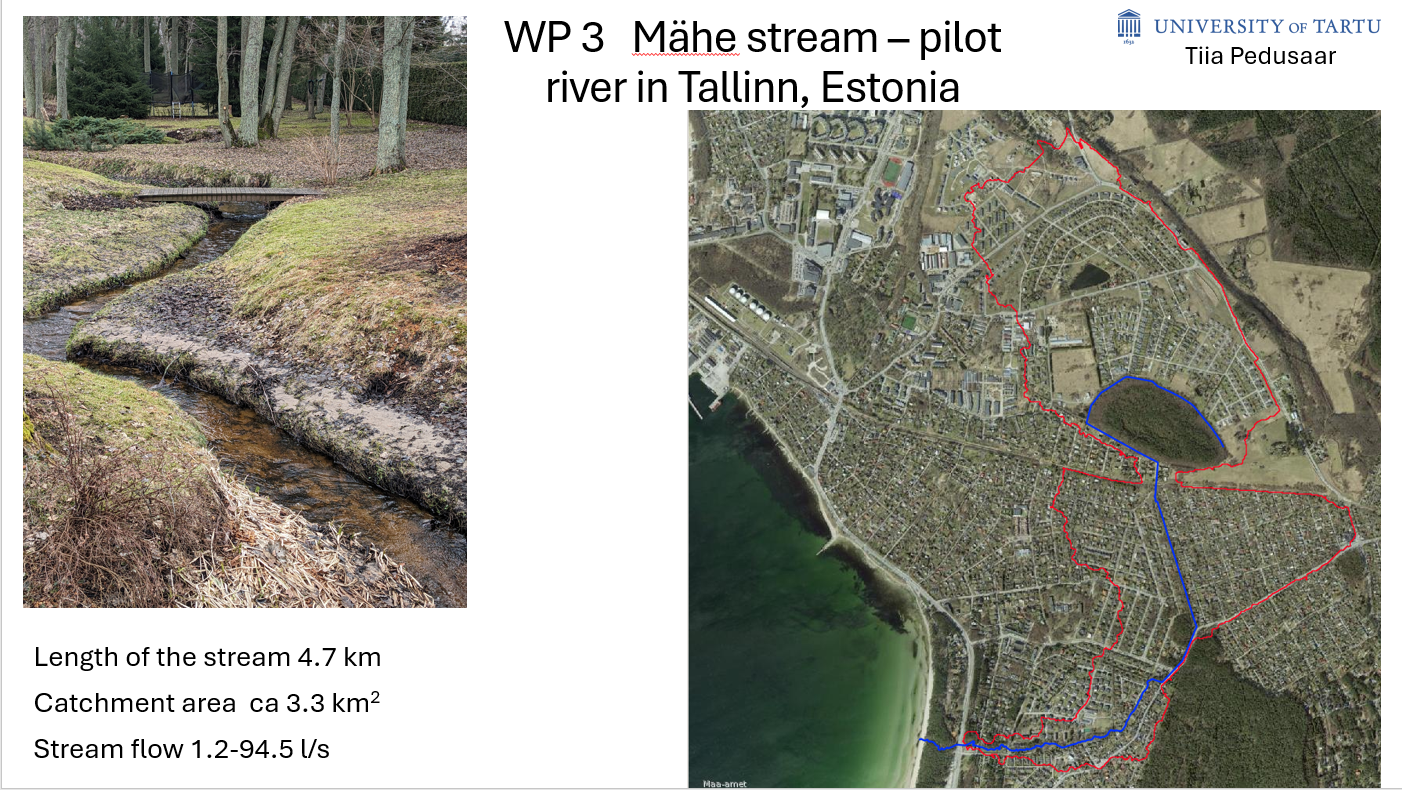 WP 3 Mähe stream – pilot
river in Tallinn, Estonia
UNIVERSITY OF TARTU
1632
Tiia Pedusaar
Length of the stream 4.7 km
Catchment area ca 3.3 km²
Stream flow 1.2-94.5 l/s
Maa-amet